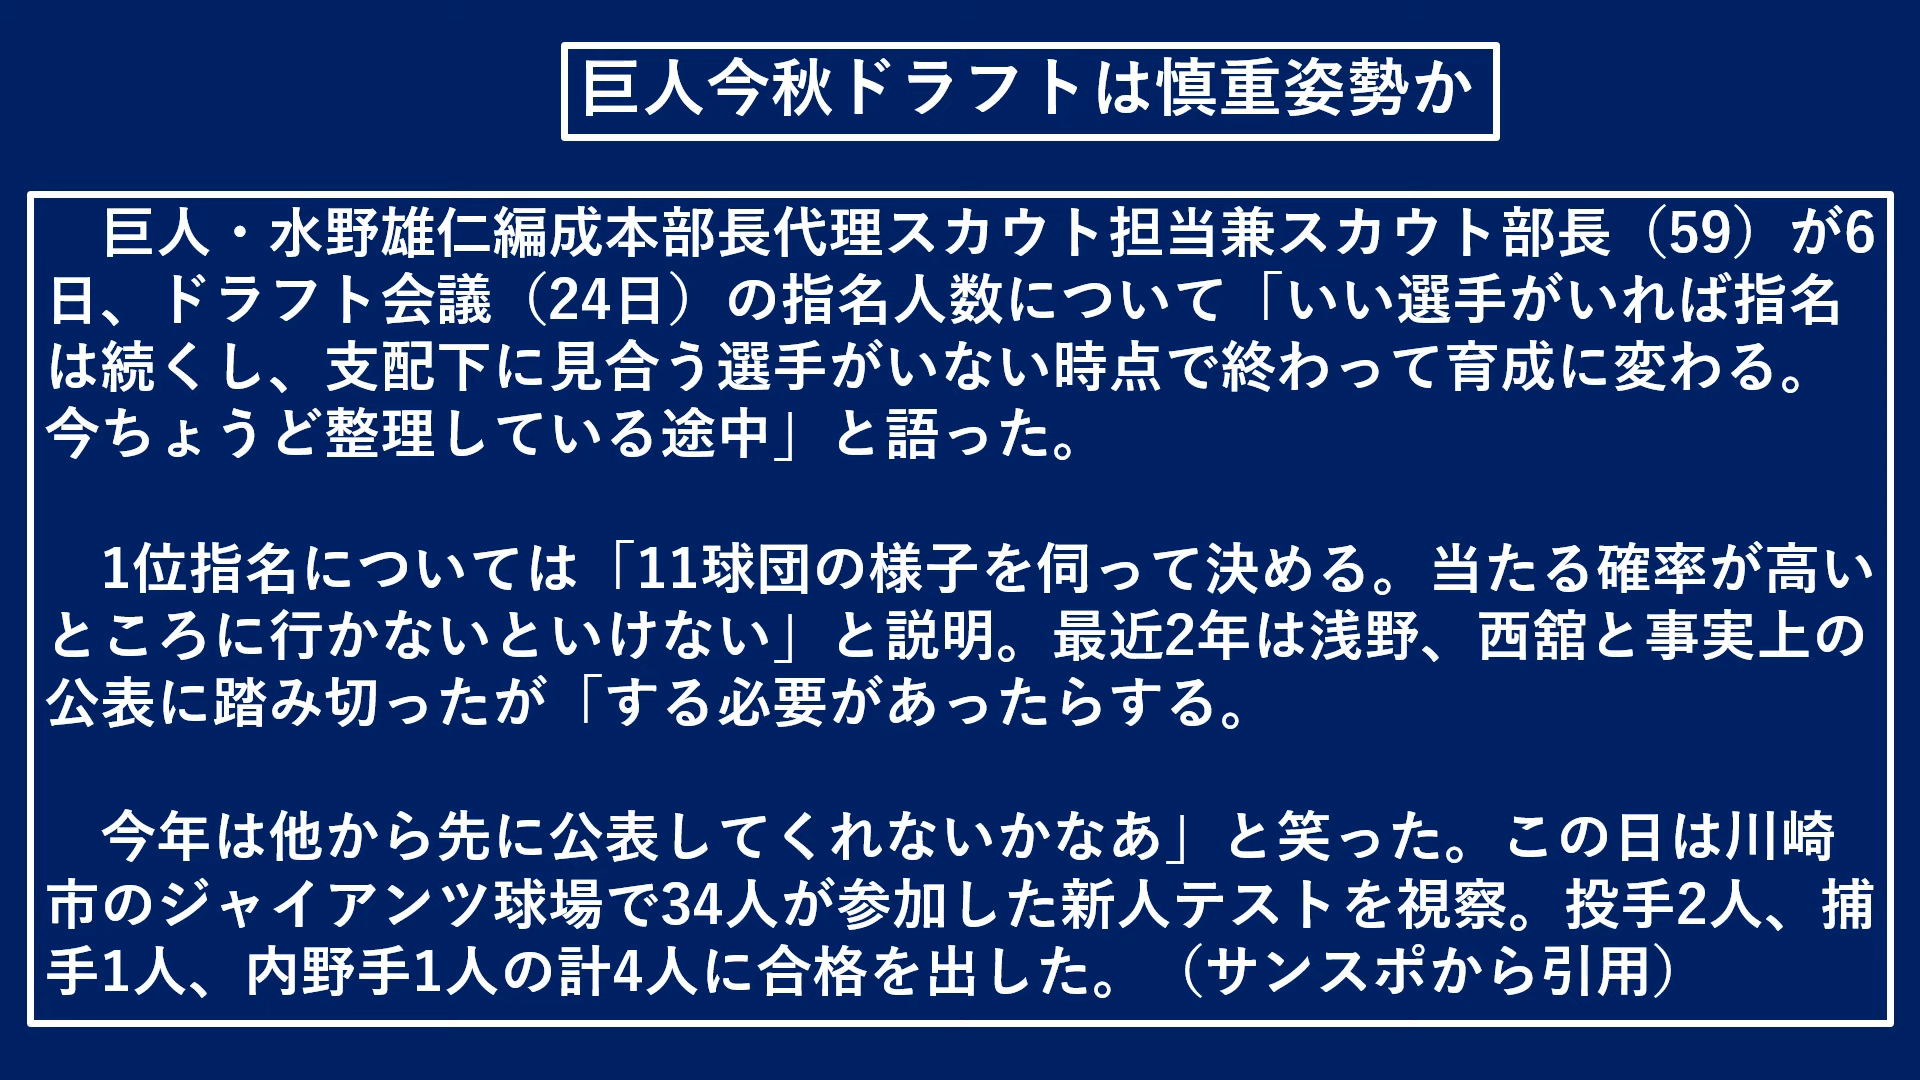 巨人今秋ドラフトは慎重姿勢か
　巨人・水野雄仁編成本部長代理スカウト担当兼スカウト部長（59）が6
日、ドラフト会議（24日）の指名人数について「いい選手がいれば指名
は続くし、支配下に見合う選手がいない時点で終わって育成に変わる。
今ちょうど整理している途中」と語った。
　1位指名については「11球団の様子を伺って決める。当たる確率が高い
ところに行かないといけない」と説明。最近2年は浅野、西舘と事実上の
公表に踏み切ったが「する必要があったらする。
　今年は他から先に公表してくれないかなあ」と笑った。この日は川崎
市のジャイアンツ球場で34人が参加した新人テストを視察。投手2人、捕
手1人、内野手1人の計4人に合格を出した。（サンスポから引用）